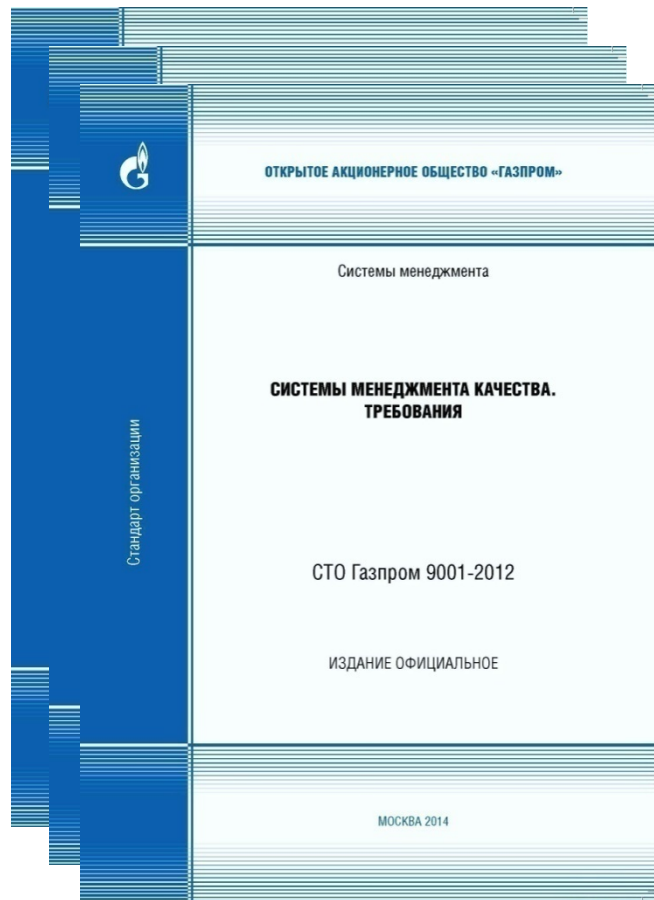 ОТКРЫТОЕ АКЦИОНЕРНОЕ ОБЩЕСТВО «ГАЗПРОМ»
Системы менеджмента
СИСТЕМЫ МЕНЕДЖМЕНТА КАЧЕСТВА.
ТРЕБОВАНИЯ
Стандарт организации
СТО Газпром 9001-2012
ИЗДАНИЕ ОФИЦИАЛЬНОЕ
МОСКВА 2014